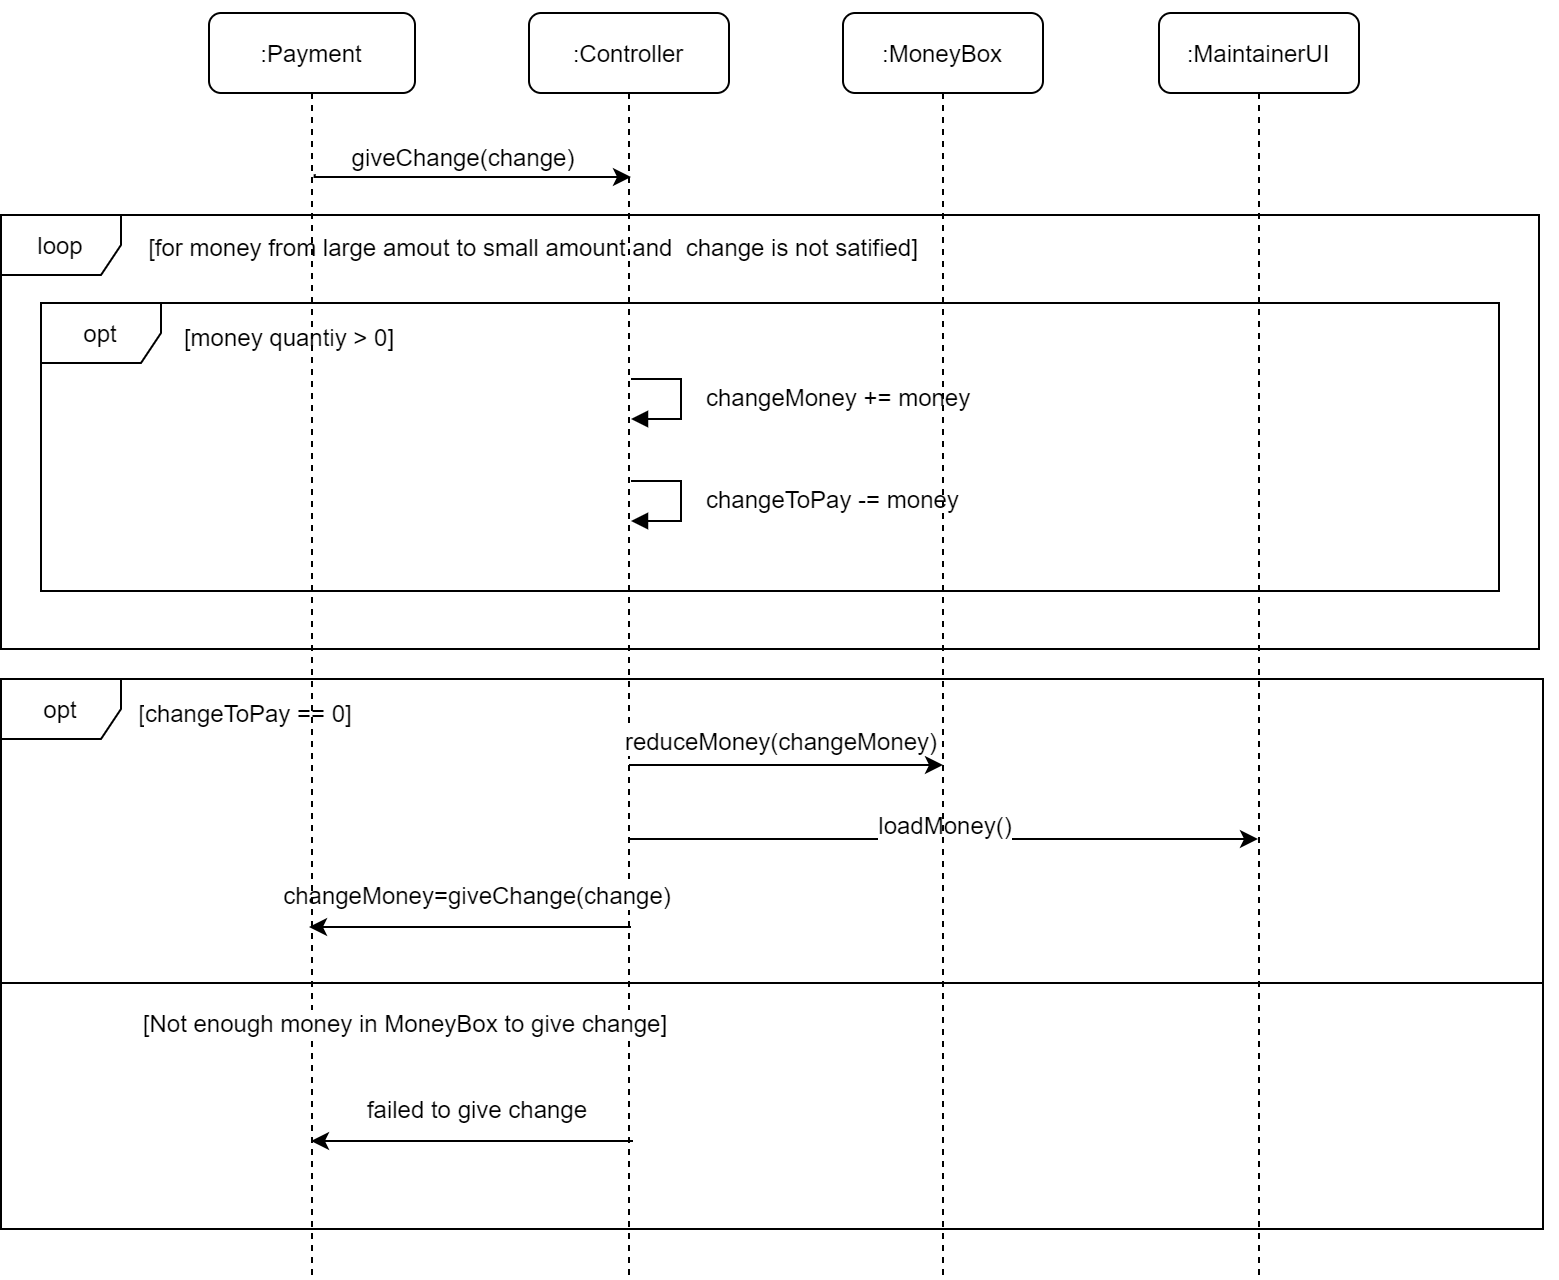 :Payment
:Controller
:MoneyBox
:MaintainerUI
giveChange(change)
loop
[for money from large amout to small amount and  change is not satified]
opt
[money quantiy > 0]
changeMoney += money
changeToPay -= money
opt
[changeToPay == 0]
reduceMoney(changeMoney)
loadMoney()
changeMoney=giveChange(change)
[Not enough money in MoneyBox to give change]
failed to give change